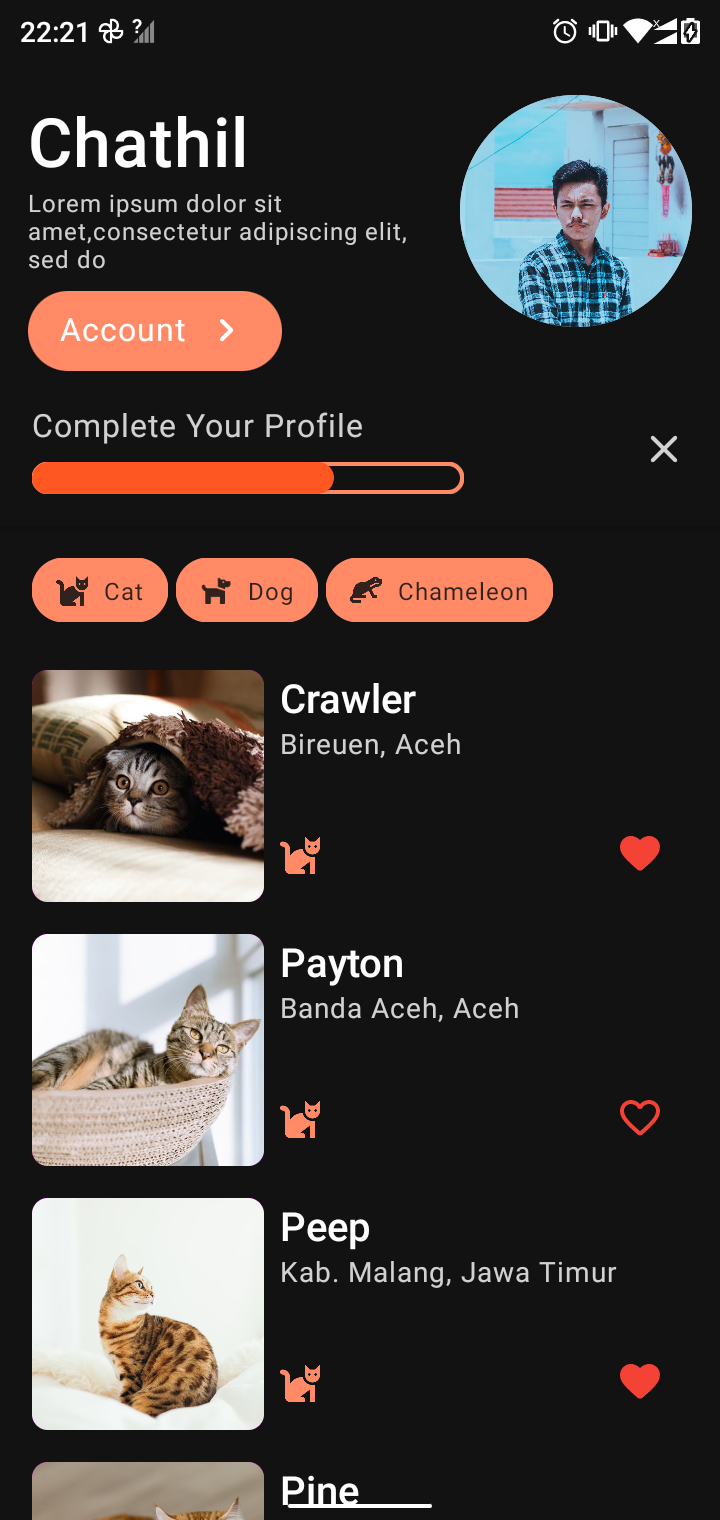 22:21
Chathil
Lorem ipsum dolor sit
amet,consectetur adipiscing elit,
sed do
Account
Complete Your Profile
Cat
Dog
Chameleon
Crawler
Bireuen, Aceh
Payton
Banda Aceh, Aceh
Peep
Kab. Malang, Jawa Timur
Pine